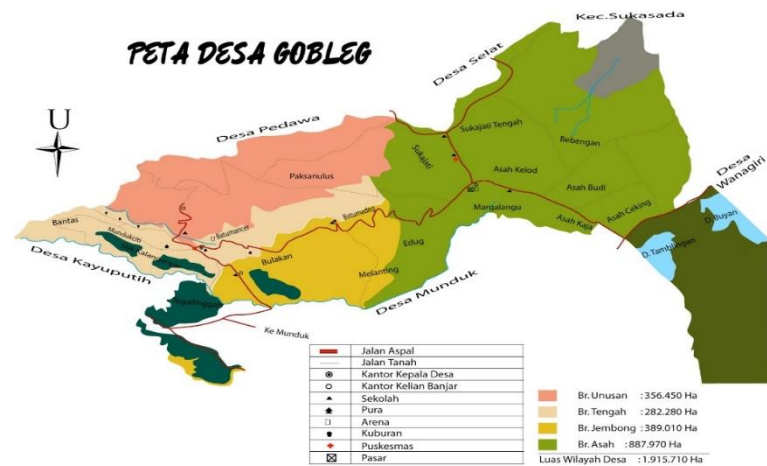 PETA DESA GOBLEG
Kec.Sukasada
Desa Selat
U
Desa Pedawa
Sukajati Tengah
Bebengan
Sukajati
Paksanulus
Asah Kelod
Asah Budi
Desa Wanagiri
Bantas
Batumancer
Batumeding
Margalangu
Asah Kaja
Asah Ceking
D. Buyan
Mundukciti
Edug
D. Tamblingan
Bulakan
Desa Kayuputih
Melanting
Desa Munduk
Tegallinggah
Ke Munduk
Jalan Aspal
Jalan Tanah
Kantor Kepala Desa
Kantor Kelian Banjar
Sekolah
Pura
Arena
Kuburan
Puskesmas
Pasar
Br. Unusan : 356.450 Ha
Br. Tengah : 282.280 Ha
Br. Jembong : 389.010 Ha
Br. Asah : 887.970 Ha
Luas Wilayah Desa : 1.915.710 Ha